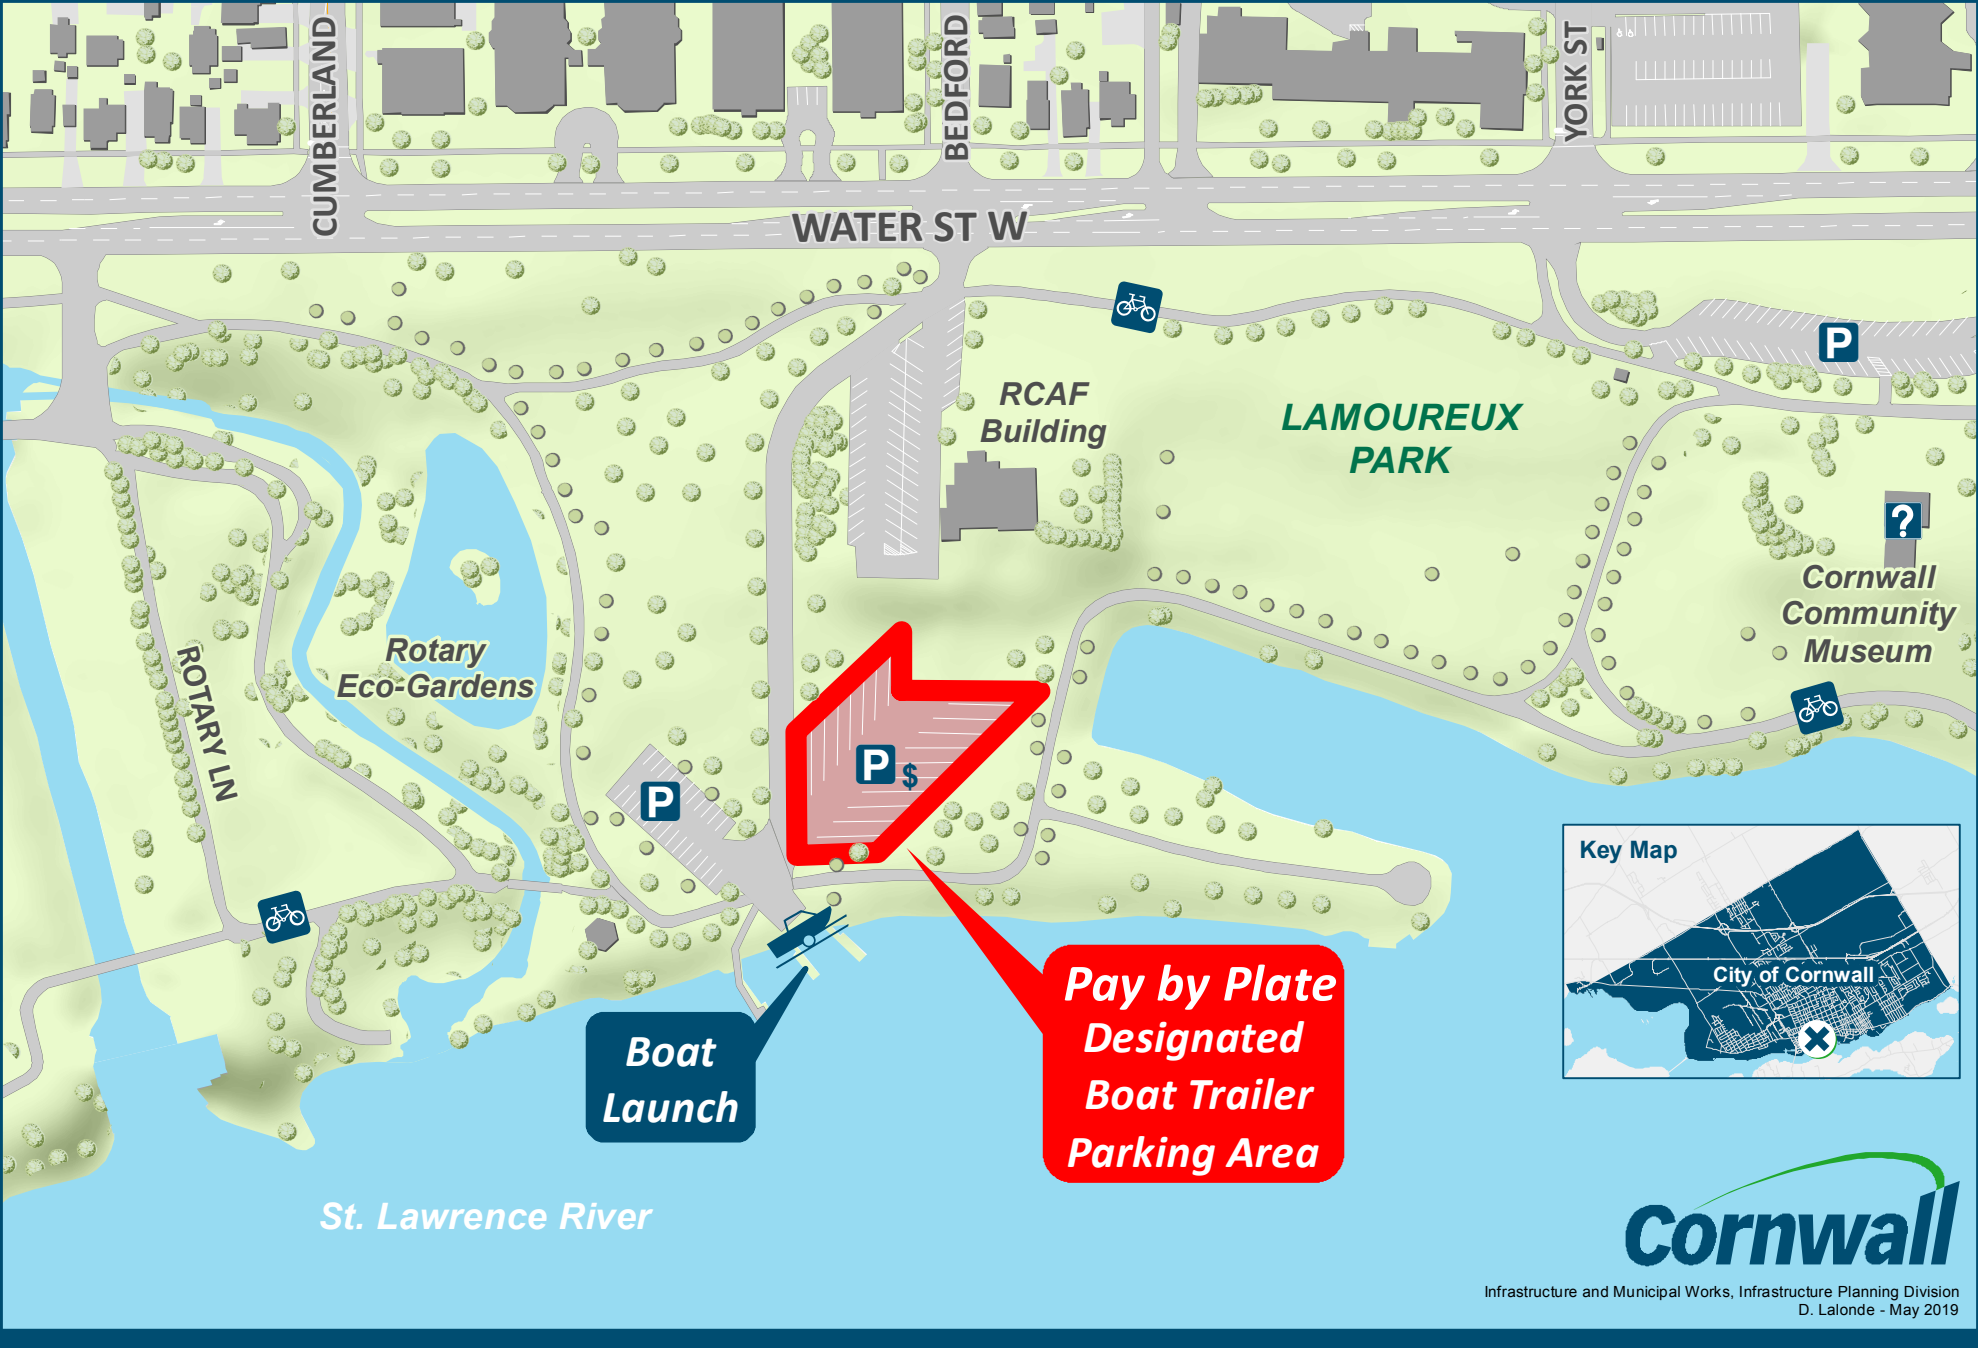 CUMBERLAND
BEDFORD
YORK ST
WATER ST W
P
RCAF
Building
LAMOUREUX
PARK
?
Cornwall
Community
Museum
Rotary
Eco-Gardens
ROTARY LN
P
P $
Key Map
City of Cornwall
Pay by Plate
Designated
Boat Trailer
Parking Area
Boat
Launch
St. Lawrence River
Cornwall
Infrastructure and Municipal Works, Infrastructure Planning Division
D. Lalonde - May 2019